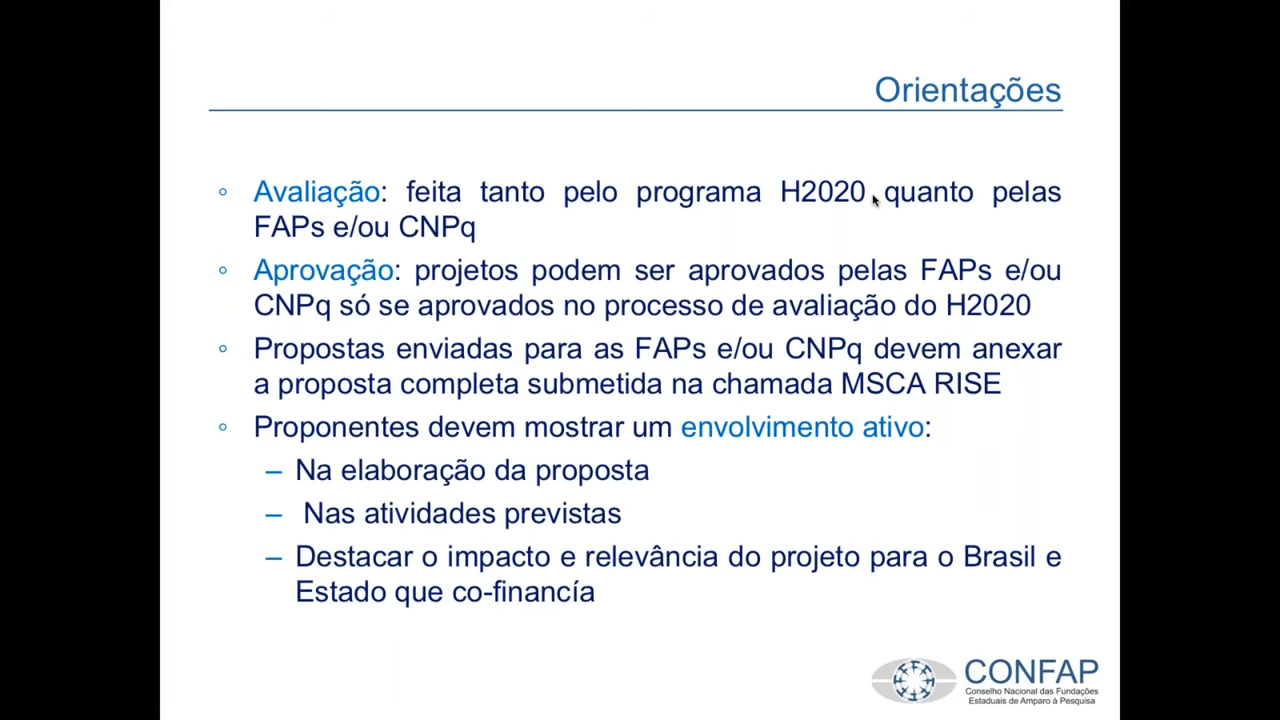 Orientações
◦ Avaliação: feita tanto pelo programa H2020 quanto pelas
FAPs e/ou CNPq
◦ Aprovação: projetos podem ser aprovados pelas FAPs e/ou
CNPq só se aprovados no processo de avaliação do H2020
◦ Propostas enviadas para as FAPs e/ou CNPq devem anexar
a proposta completa submetida na chamada MSCA RISE
◦ Proponentes devem mostrar um envolvimento ativo:
– Na elaboração da proposta
– Nas atividades previstas
– Destacar o impacto e relevância do projeto para o Brasil e
Estado que co-financía
CONFAP
Conselho Nacional das Fundações
Estaduais de Amparo à Pesquisa